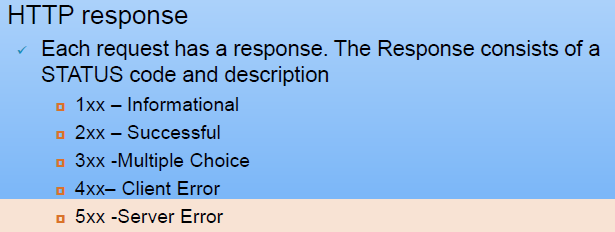 HTTP response
Each request has a response. The Response consists of a
STATUS code and description
1xx – Informational
2xx – Successful
3xx -Multiple Choice
4xx– Client Error
5xx -Server Error